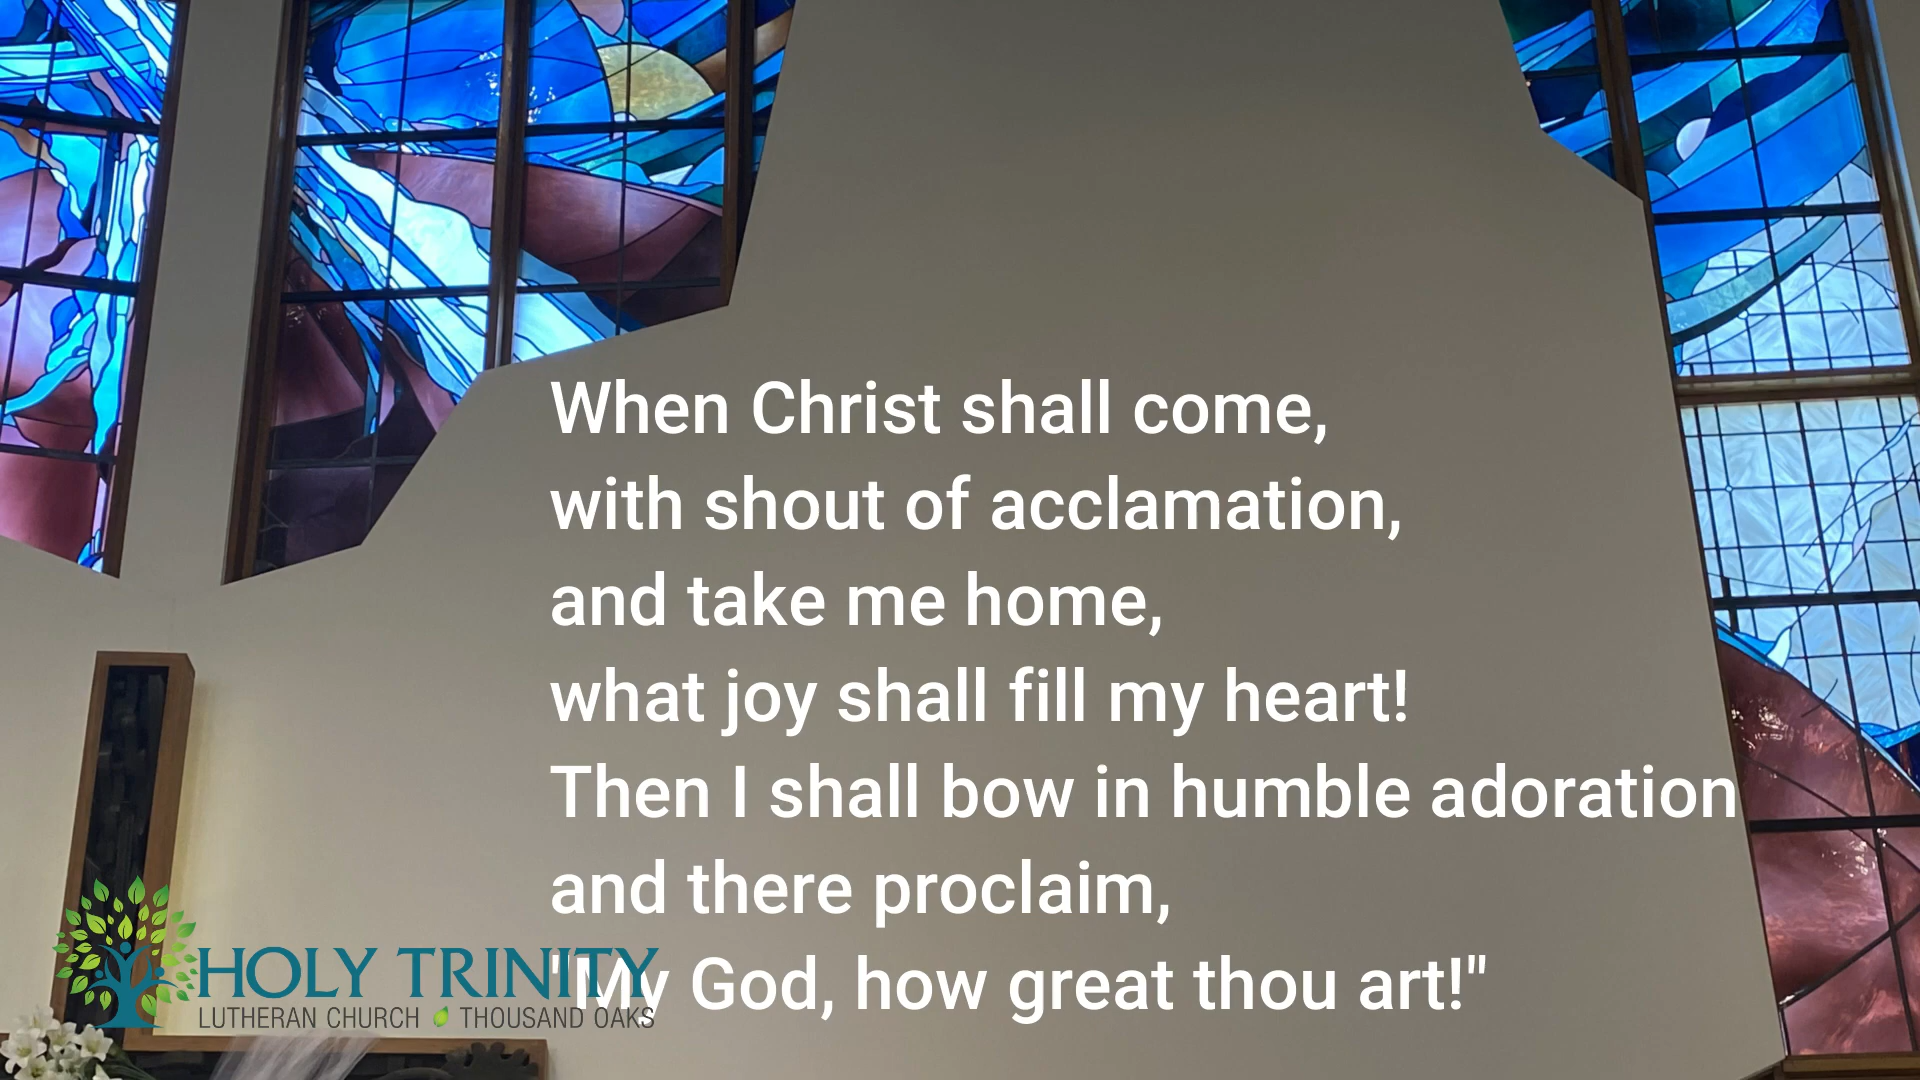 When Christ shall come,
with shout of acclamation,
and take me home,
what joy shall fill my heart!
Then I shall bow in humble adoration
and there proclaim,
"My God, how great thou art!"
HOLY TRINITY
LUTHERAN CHURCH THOUSAND OAKS